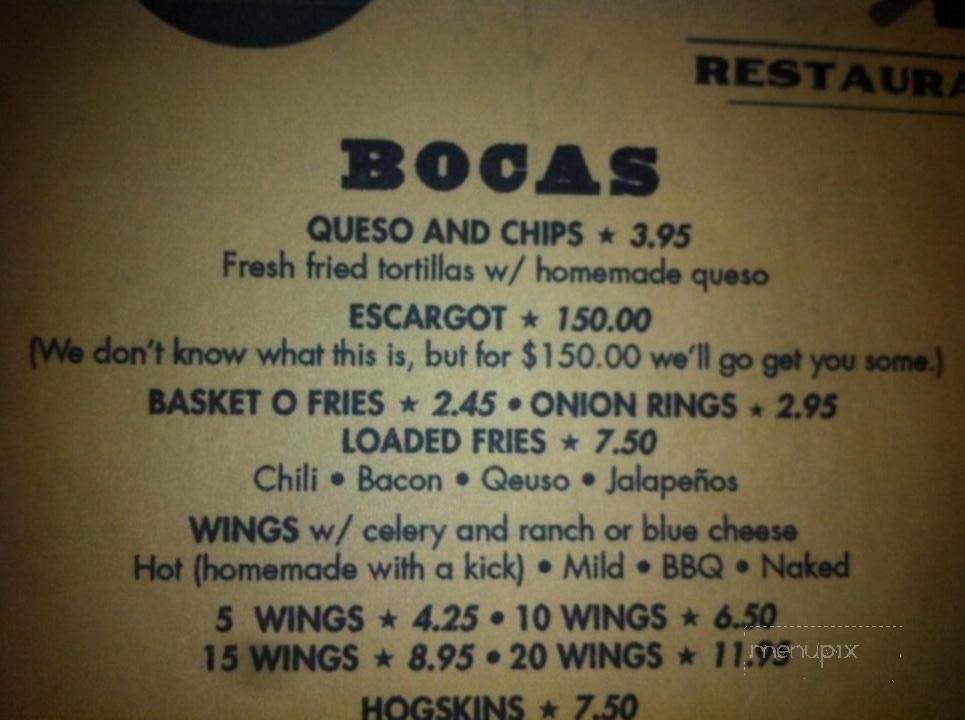 RESTAURA
BOCAS
QUESO AND CHIPS ★ 3.95
Fresh fried tortillas w/ homemade queso
ESCARGOT ★ 150.00
(We don't know what this is, but for $150.00 we'll go get you some.)
BASKET O FRIES ★ 2.45 • ONION RINGS ★ 2.95
LOADED FRIES ★ 7.50
Chili • Bacon • Qeuso • Jalapeños
WINGS w/ celery and ranch or blue cheese
Hot (homemade with a kick) • Mild • BBQ • Naked
5 WINGS ★ 4.25 • 10 WINGS ★ 6.50
15 WINGS ★ 8.95 • 20 WINGS ★ 11.95
menupix
HOGSKINS ★ 7.50